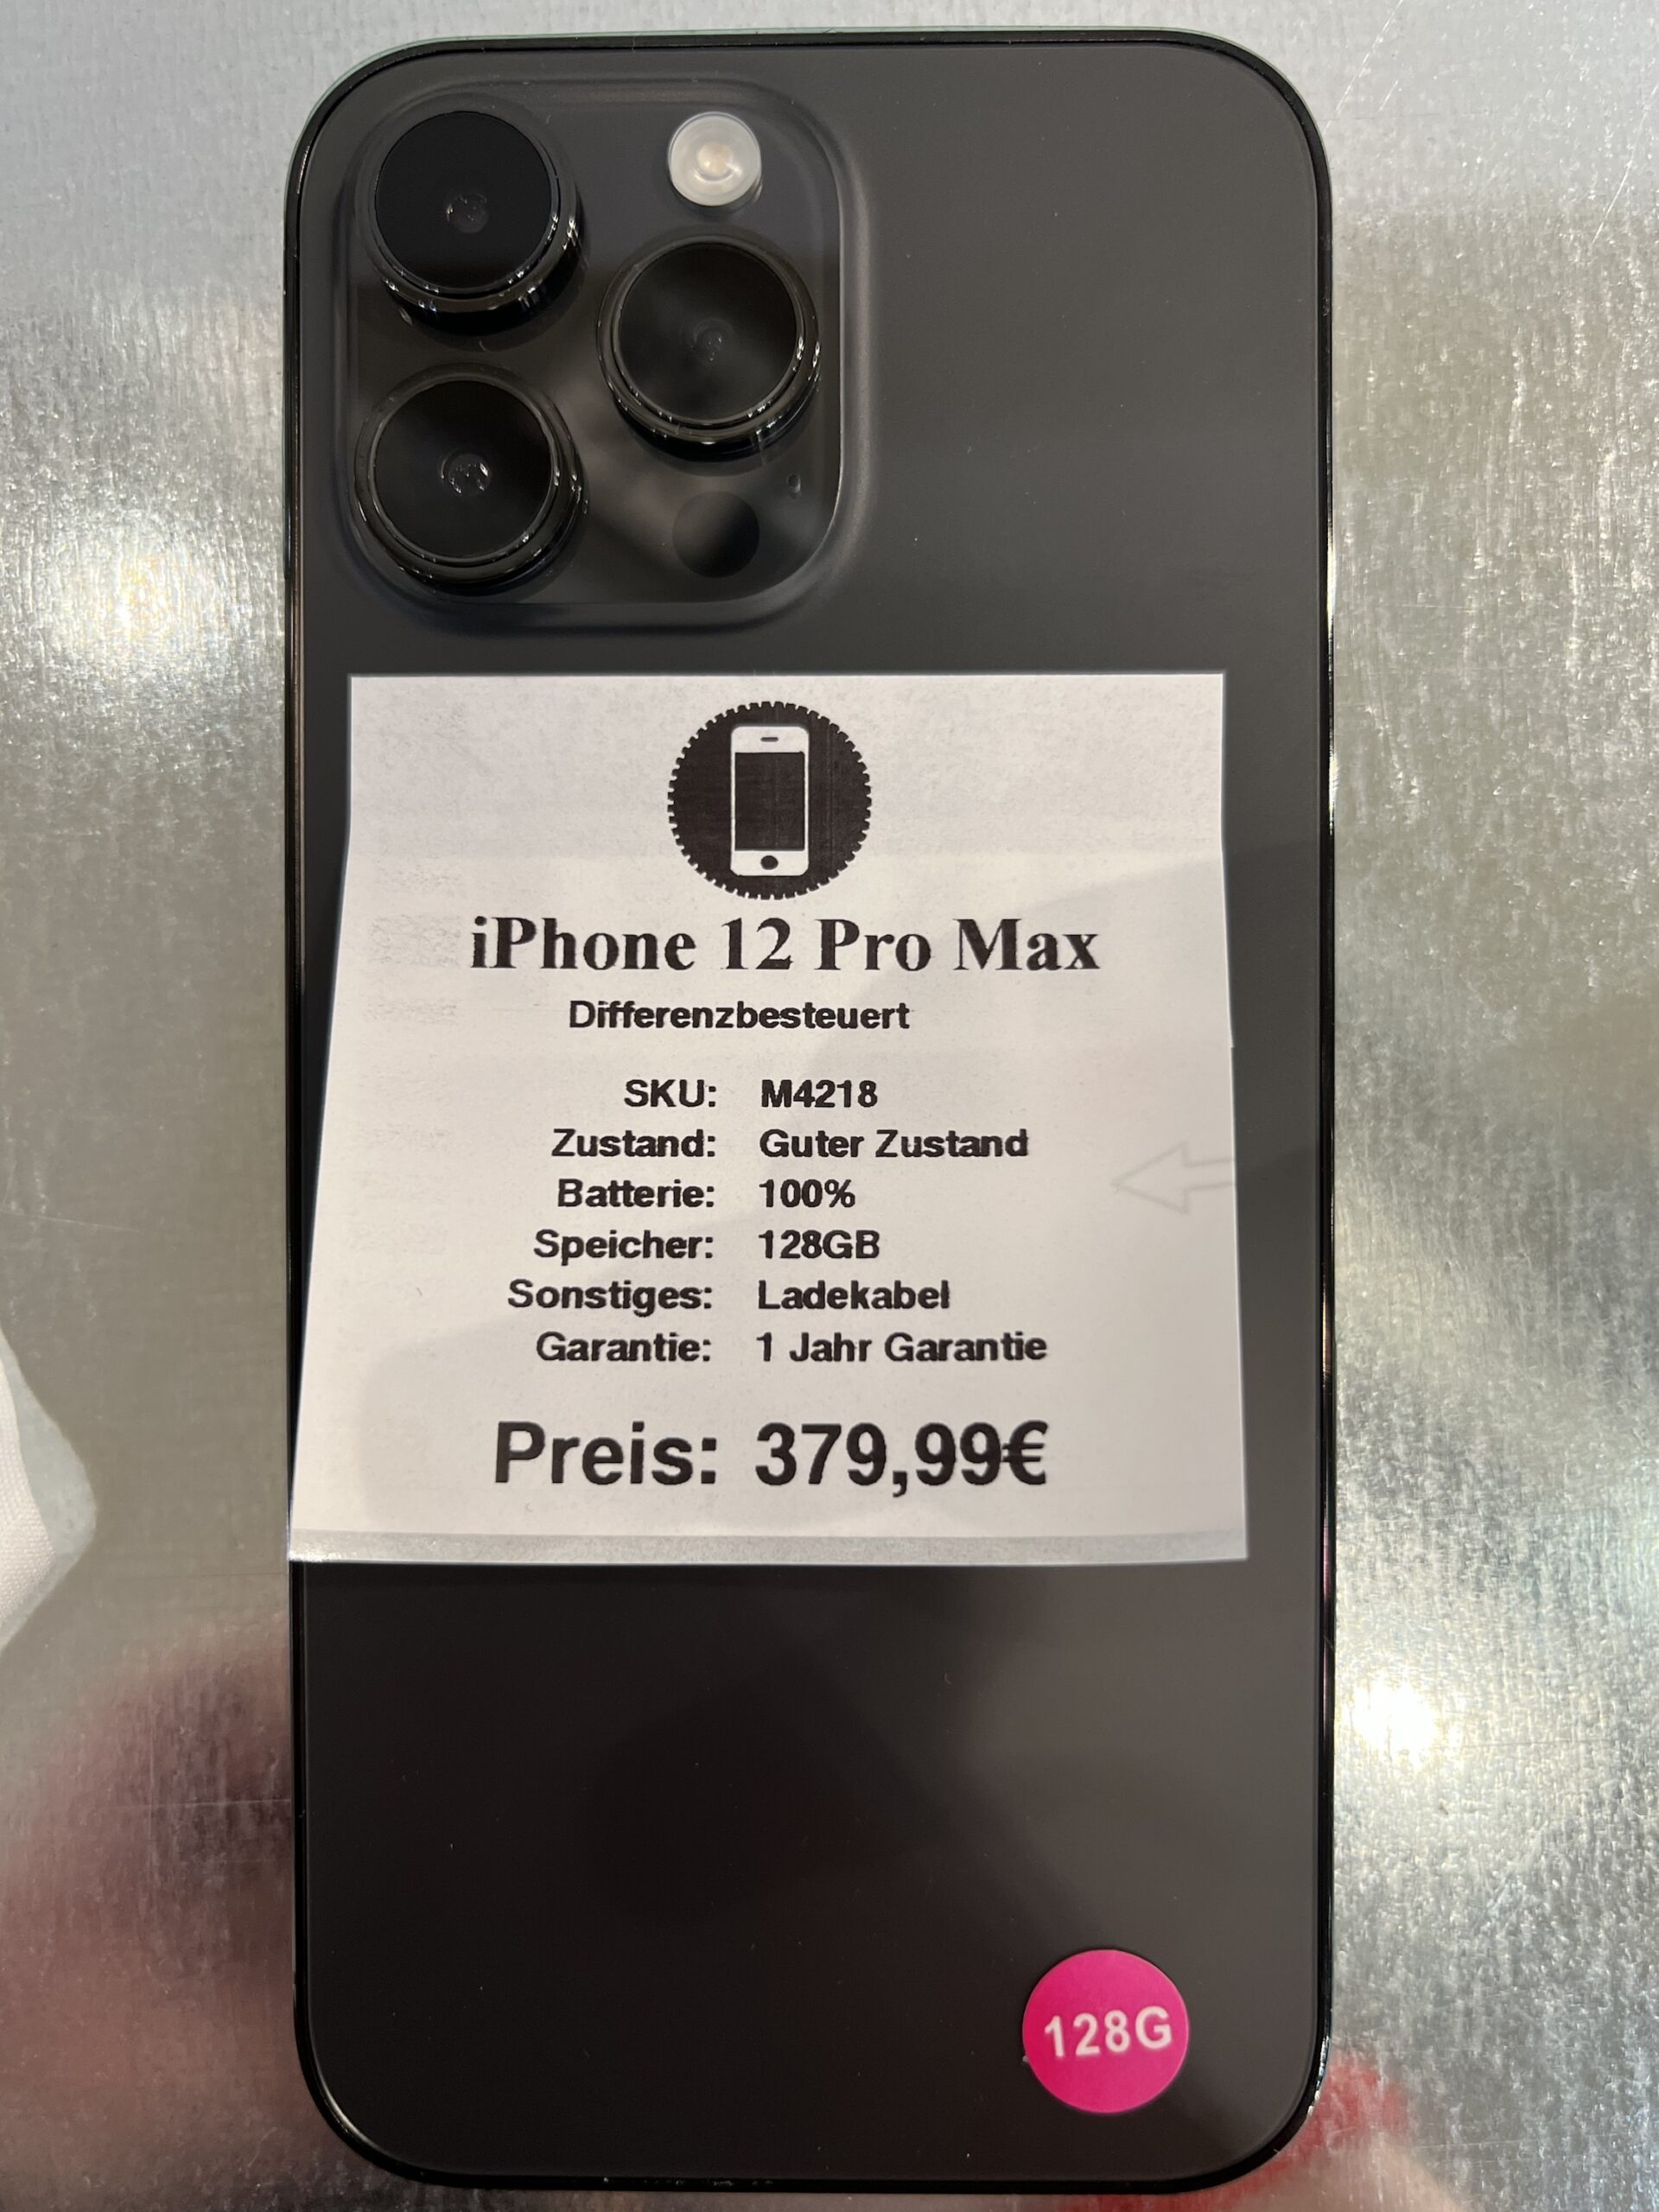 iPhone 12 Pro Max
Differenzbesteuert
SKU: M4218
Zustand: Guter Zustand
Batterie: 100%
Speicher: 128GB
Sonstiges: Ladekabel
Garantie: 1 Jahr Garantie
Preis: 379,99€
128G